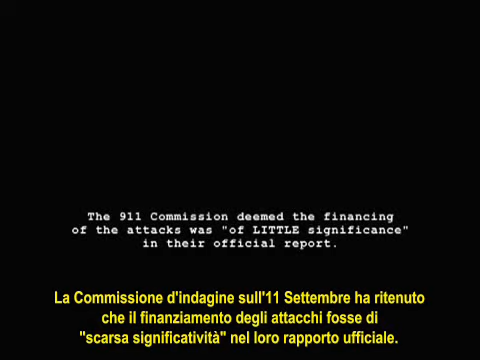 The 911 Commission deemed the financing
of the attacks was "of LITTLE significance"
in their official report.
La Commissione d'indagine sull'11 Settembre ha ritenuto
che il finanziamento degli attacchi fosse di
"scarsa significatività" nel loro rapporto ufficiale.